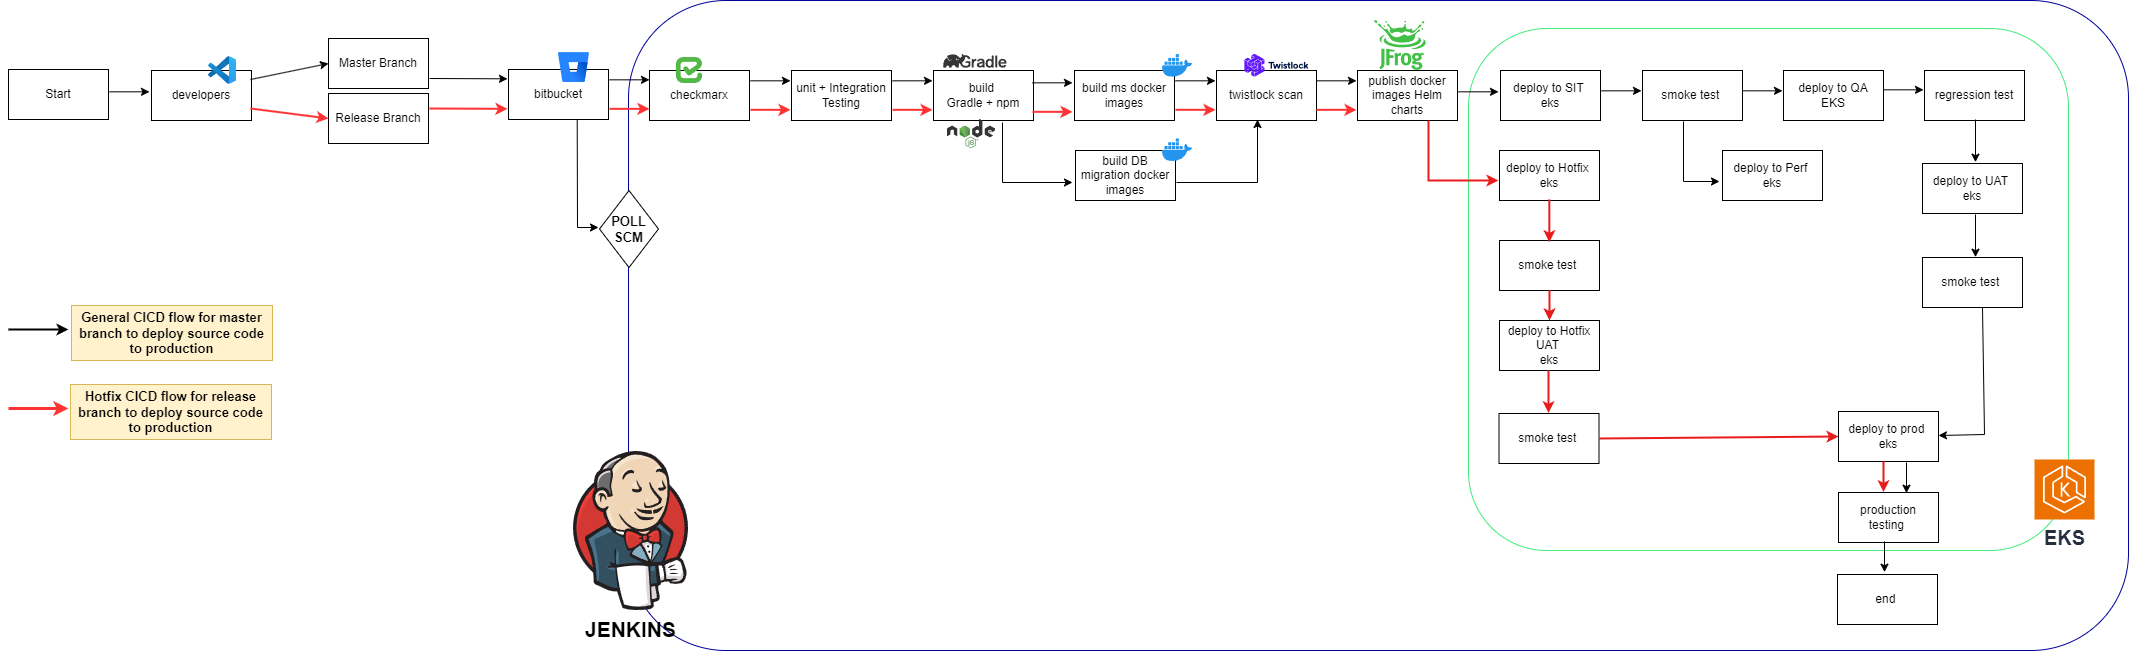 Start
developers
Master Branch
Release Branch
bitbucket
POLL
SCM
checkmarx
unit + Integration
Testing
Gradle
build
Gradle + npm
node
JS
build ms docker
images
build DB
migration docker
images
Twistlock
twistlock scan
JFrog
publish docker
images Helm
charts
deploy to SIT
eks
smoke test
deploy to QA
EKS
regression test
deploy to Hotfix
eks
deploy to Perf
eks
deploy to UAT
eks
smoke test
smoke test
deploy to Hotfix
UAT
eks
smoke test
deploy to prod
eks
production
testing
end
K
EKS
General CICD flow for master
branch to deploy source code
to production
Hotfix CICD flow for release
branch to deploy source code
to production
JENKINS